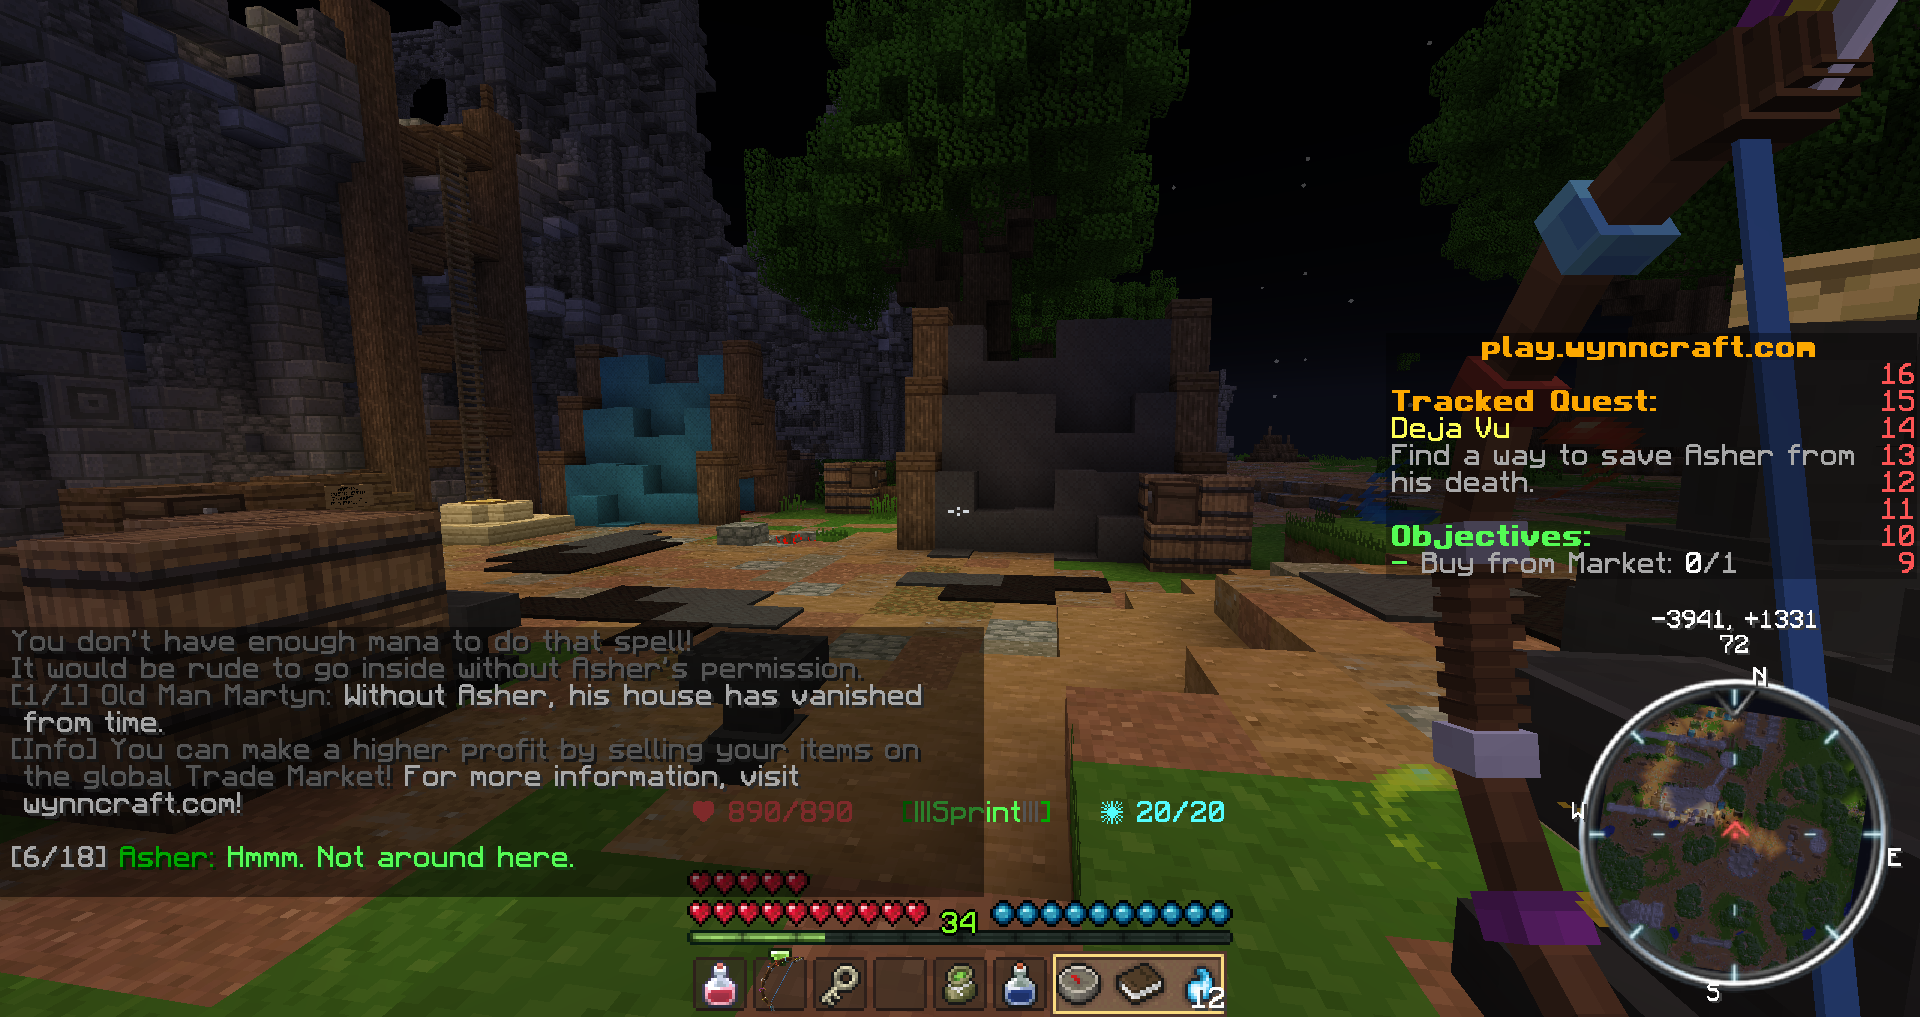 play.wynncraft.com
16
Tracked Quest: 15
Deja Vu 14
Find a way to save Asher from 13
his death. 12
11
Objectives: 10
- Buy from Market: 0/1 9
-3941, +1331
72
N
W
E
S
You don't have enough mana to do that spell!
It would be rude to go inside without Asher's permission.
[1/1] Old Man Martyn: Without Asher, his house has vanished
from time.
[Info] You can make a higher profit by selling your items on
the global Trade Market! For more information, visit
wynncraft.com!
[6/18] Asher: Hmmm. Not around here.
890/890 [|||Sprint|||] 20/20
34
12